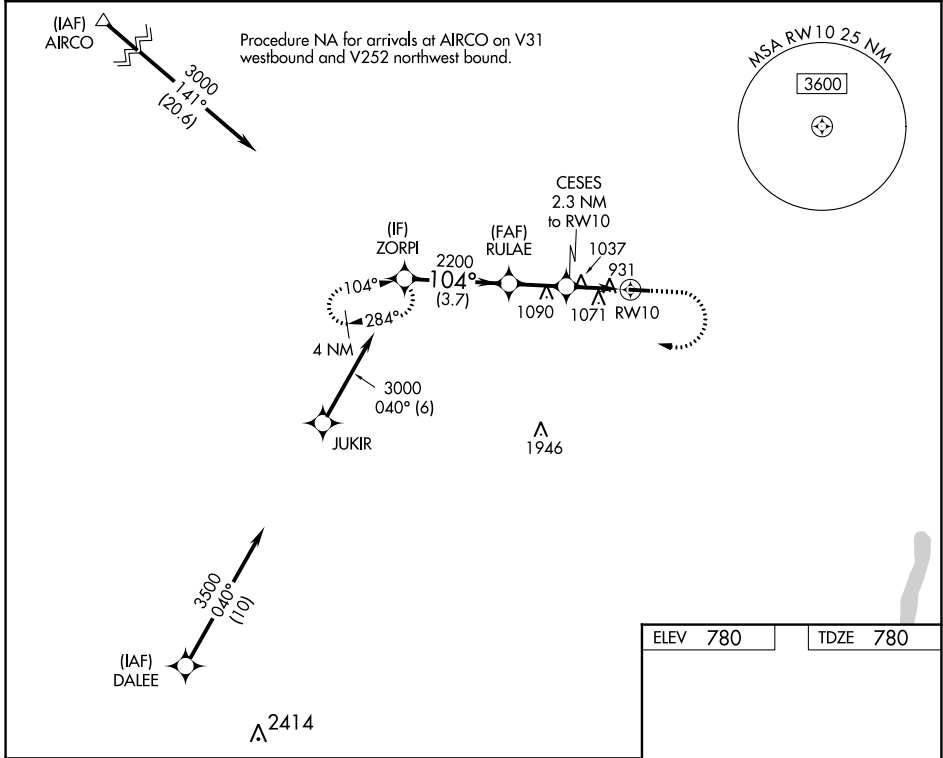 (IAF)
AIRCO
Procedure NA for arrivals at AIRCO on V31
westbound and V252 northwest bound.
3000
141°
(20.6)
MSA RW10 25 NM
3600
CESES
2.3 NM
to RW10
(IF)
ZORPI
(FAF)
RULAE
1037
2200
931
104°
104°
(3.7)
1090
1071
RW10
284°
4 NM
3000
040° (6)
JUKIR
1946
3500
040°
(10)
(IAF)
DALEE
2414
ELEV 780
TDZE 780